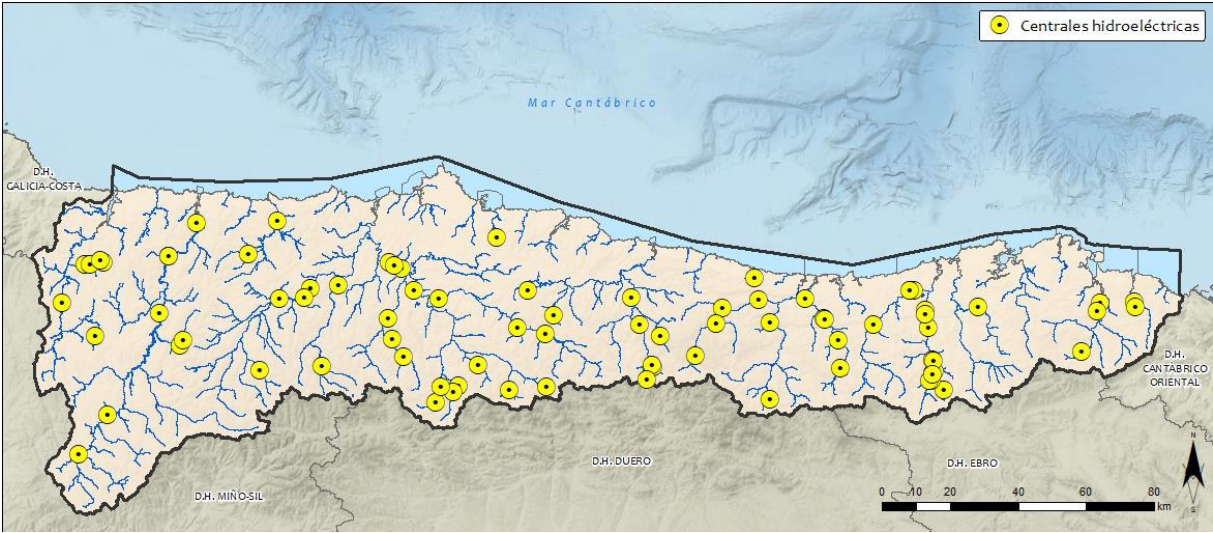 Centrales hidroeléctricas
Mar Cantábrico
D.H.
GALICIA-COSTA
D.H.
CANTÁBRICO
ORIENTAL
D.H. DUERO
D.H. EBRO
D.H. MIÑO-SIL
N
S
0 10 20 40 60 80
km